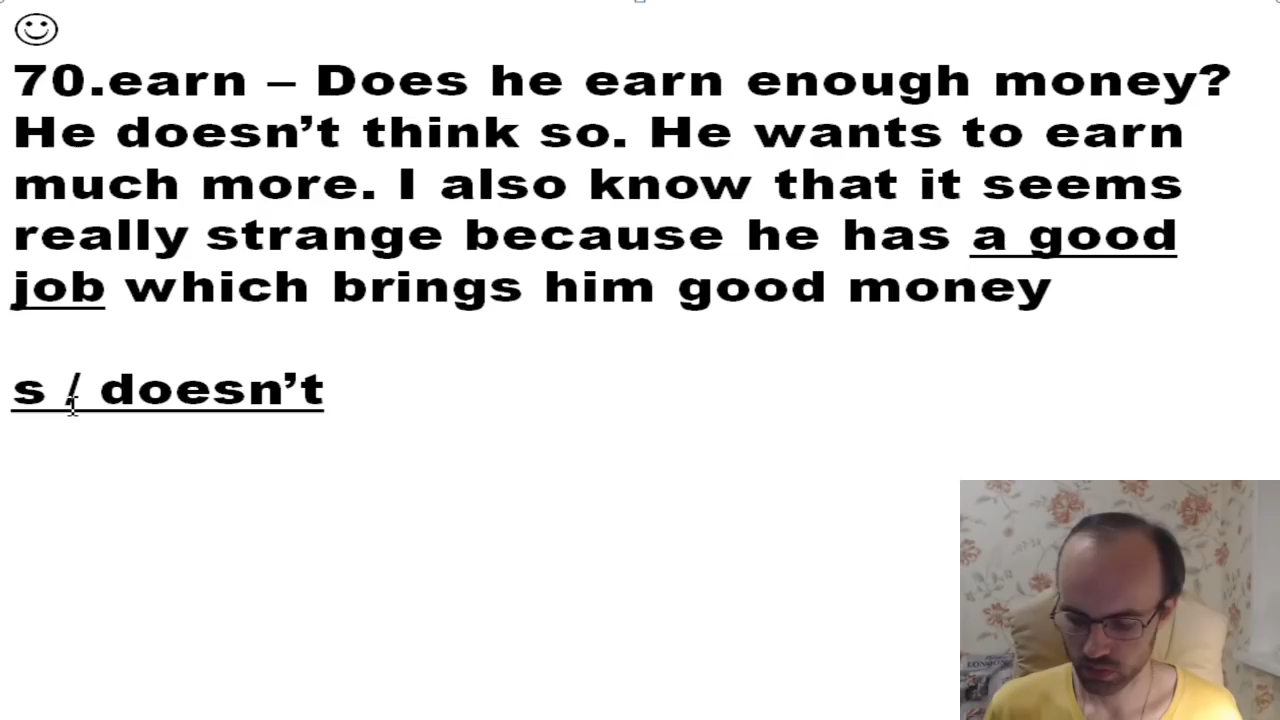 70.earn – Does he earn enough money?
He doesn’t think so. He wants to earn
much more. I also know that it seems
really strange because he has a good
job which brings him good money
s / doesn’t
LONDON